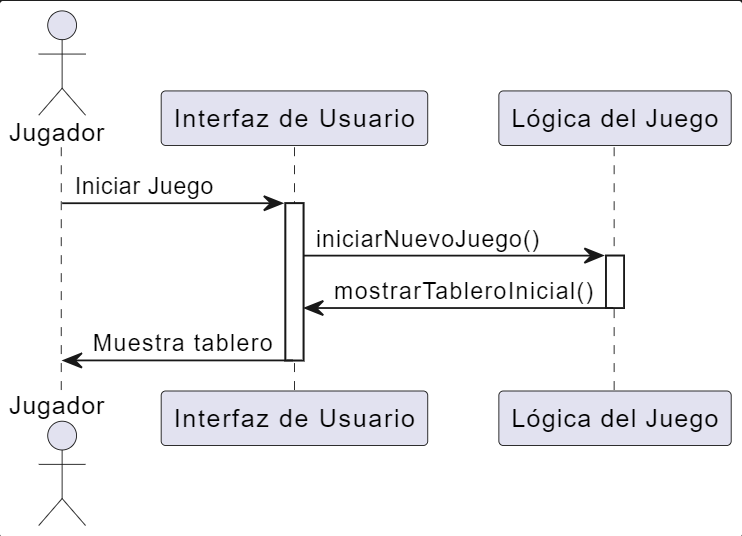 Jugador
Interfaz de Usuario
Lógica del Juego
Iniciar Juego
iniciarNuevoJuego()
mostrarTableroInicial()
Muestra tablero
Jugador
Interfaz de Usuario
Lógica del Juego